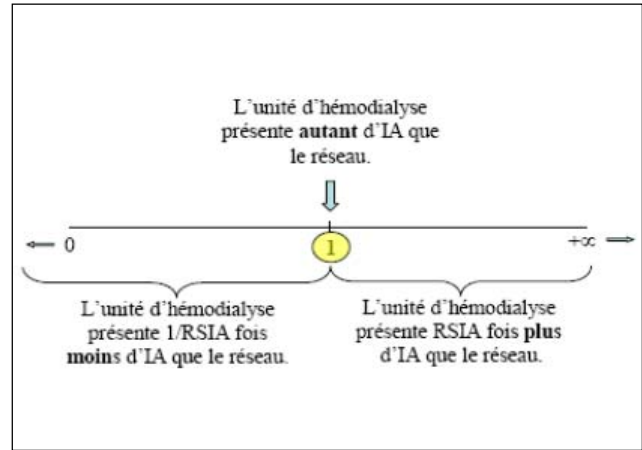 L'unité d'hémodialyse
présente autant d'IA que
le réseau.
0
1
+∞
L'unité d'hémodialyse
présente 1/RSIA fois
moins d'IA que le réseau.
L'unité d'hémodialyse
présente RSIA fois plus
d'IA que le réseau.